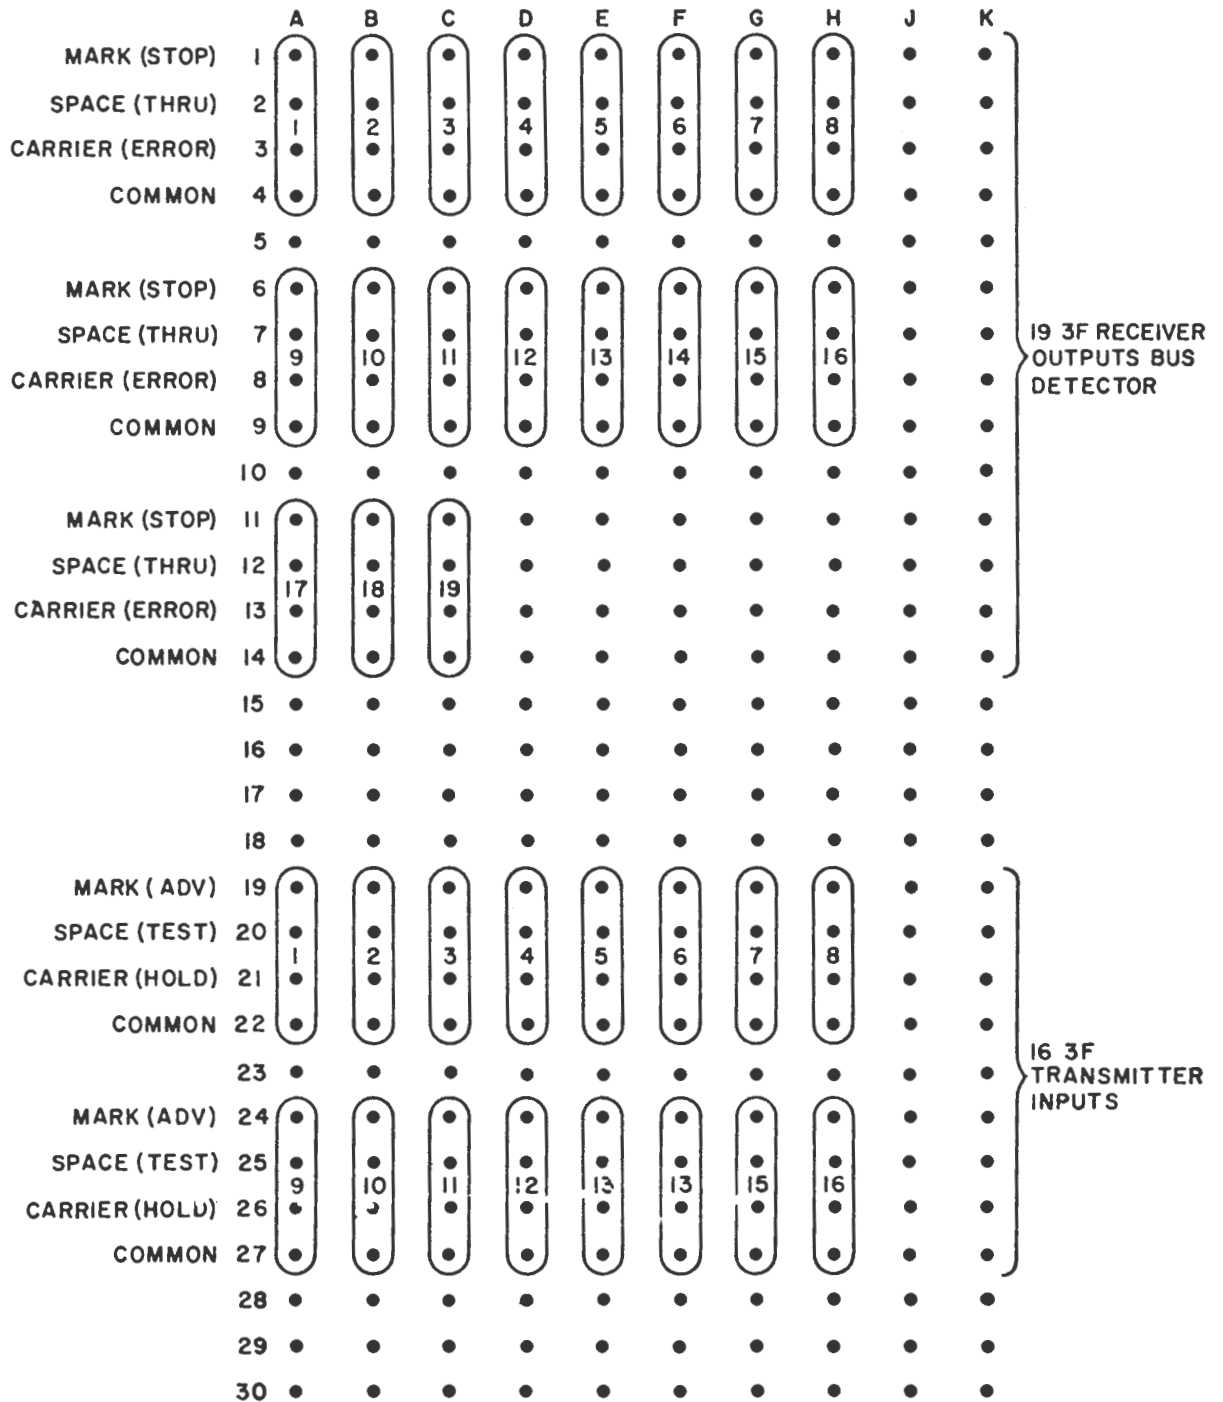 A B C D E F G H J K
MARK (STOP) 1
SPACE (THRU) 2
1 2 3 4 5 6 7 8
CARRIER (ERROR) 3
COMMON 4
5
MARK (STOP) 6
SPACE (THRU) 7
9 10 11 12 13 14 15 16
CARRIER (ERROR) 8
COMMON 9
10
19 3F RECEIVER
OUTPUTS BUS
DETECTOR
MARK (STOP) 11
SPACE (THRU) 12
17 18 19
CARRIER (ERROR) 13
COMMON 14
15
16
17
18
MARK (ADV) 19
SPACE (TEST) 20
1 2 3 4 5 6 7 8
CARRIER (HOLD) 21
COMMON 22
23
MARK (ADV) 24
SPACE (TEST) 25
9 10 11 12 13 13 15 16
CARRIER (HOLD) 26
COMMON 27
16 3F
TRANSMITTER
INPUTS
28
29
30